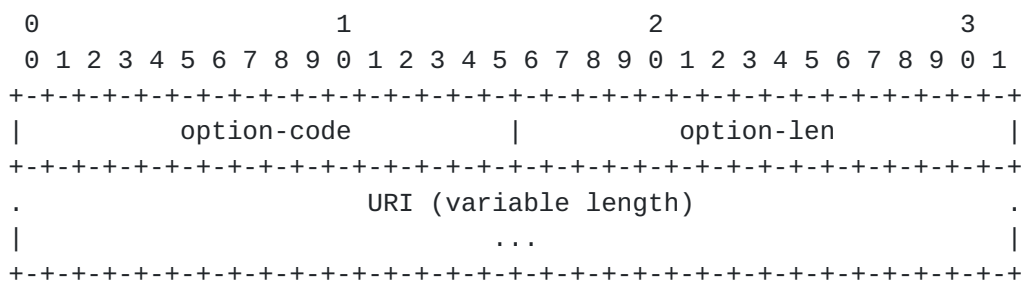 0                   1                   2                   3
 0 1 2 3 4 5 6 7 8 9 0 1 2 3 4 5 6 7 8 9 0 1 2 3 4 5 6 7 8 9 0 1
+-+-+-+-+-+-+-+-+-+-+-+-+-+-+-+-+-+-+-+-+-+-+-+-+-+-+-+-+-+-+-+-+
|          option-code          |          option-len           |
+-+-+-+-+-+-+-+-+-+-+-+-+-+-+-+-+-+-+-+-+-+-+-+-+-+-+-+-+-+-+-+-+
.                      URI (variable length)                    .
|                              ...                              |
+-+-+-+-+-+-+-+-+-+-+-+-+-+-+-+-+-+-+-+-+-+-+-+-+-+-+-+-+-+-+-+-+